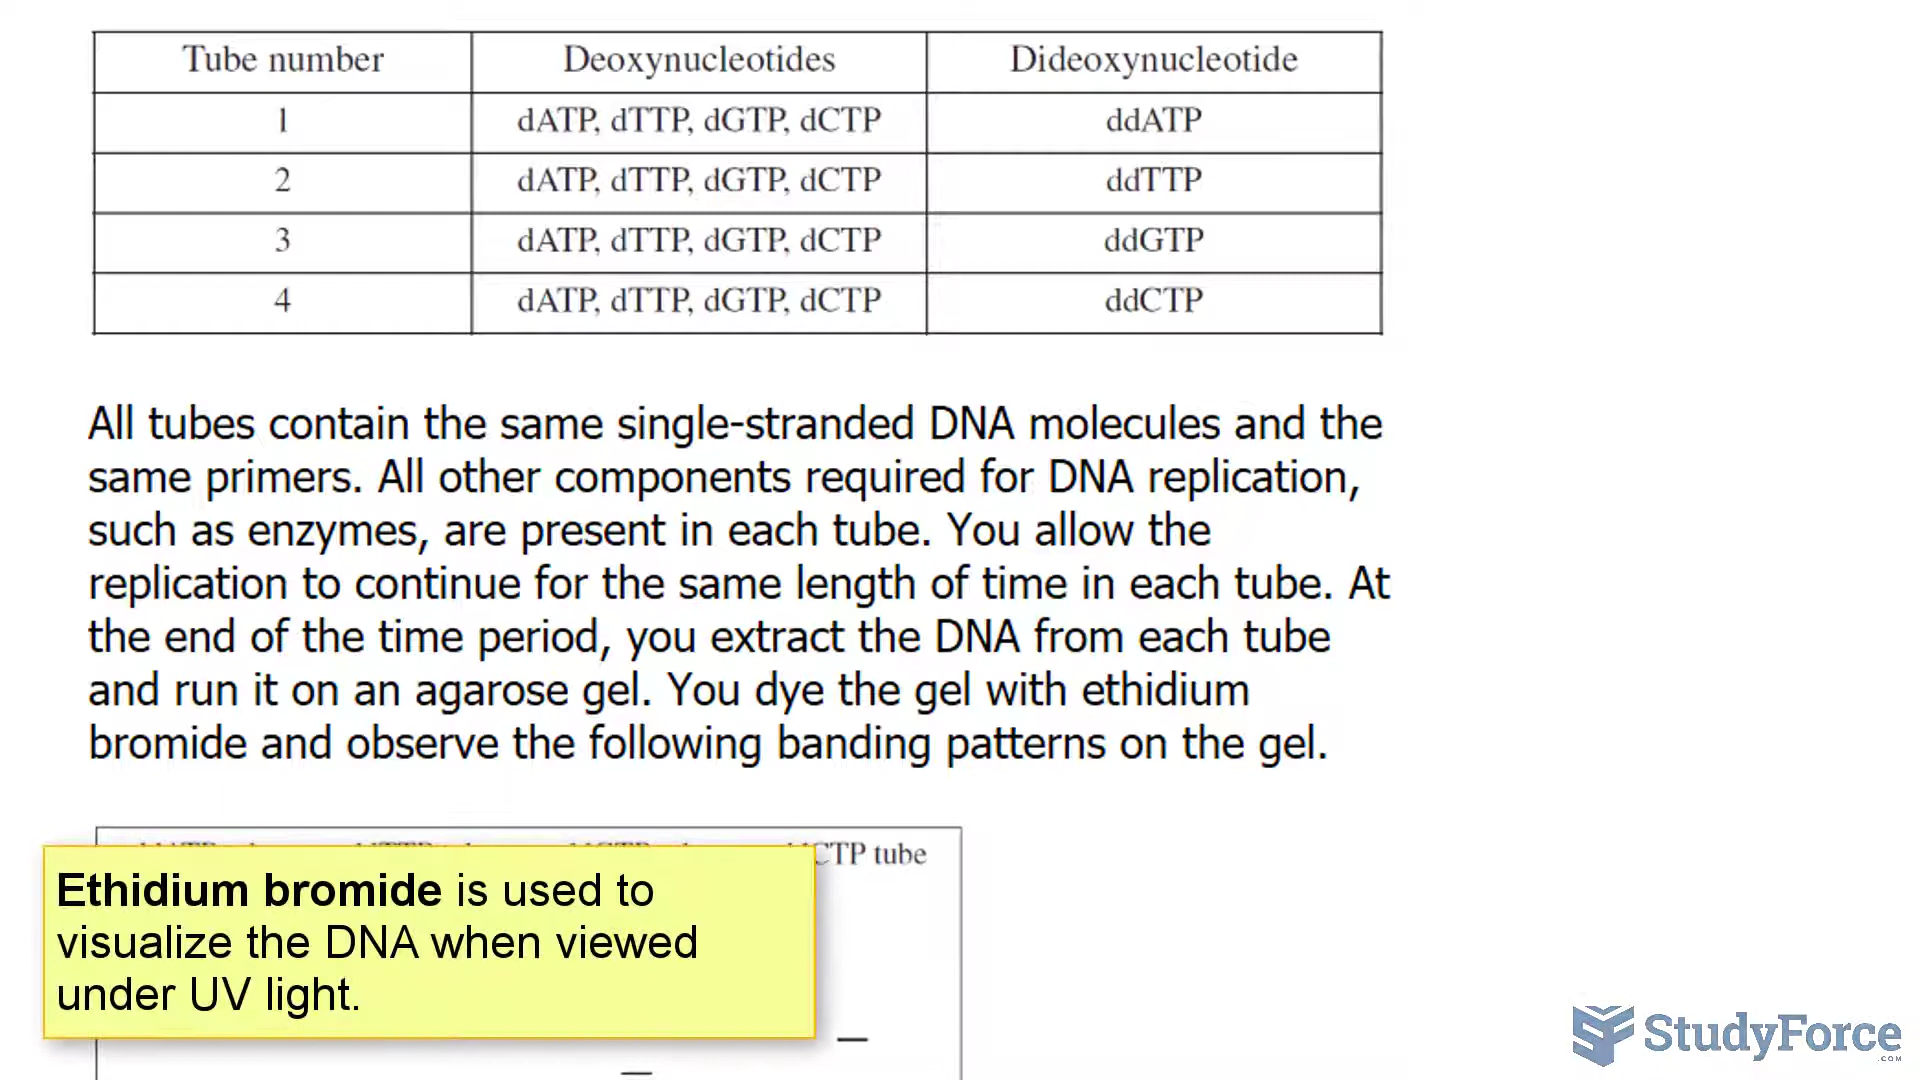 Tube number Deoxynucleotides Dideoxynucleotide
1 dATP, dTTP, dGTP, dCTP ddATP
2 dATP, dTTP, dGTP, dCTP ddTTP
3 dATP, dTTP, dGTP, dCTP ddGTP
4 dATP, dTTP, dGTP, dCTP ddCTP
All tubes contain the same single-stranded DNA molecules and the
same primers. All other components required for DNA replication,
such as enzymes, are present in each tube. You allow the
replication to continue for the same length of time in each tube. At
the end of the time period, you extract the DNA from each tube
and run it on an agarose gel. You dye the gel with ethidium
bromide and observe the following banding patterns on the gel.
tube
Ethidium bromide is used to
visualize the DNA when viewed
under UV light.
StudyForce
.COM